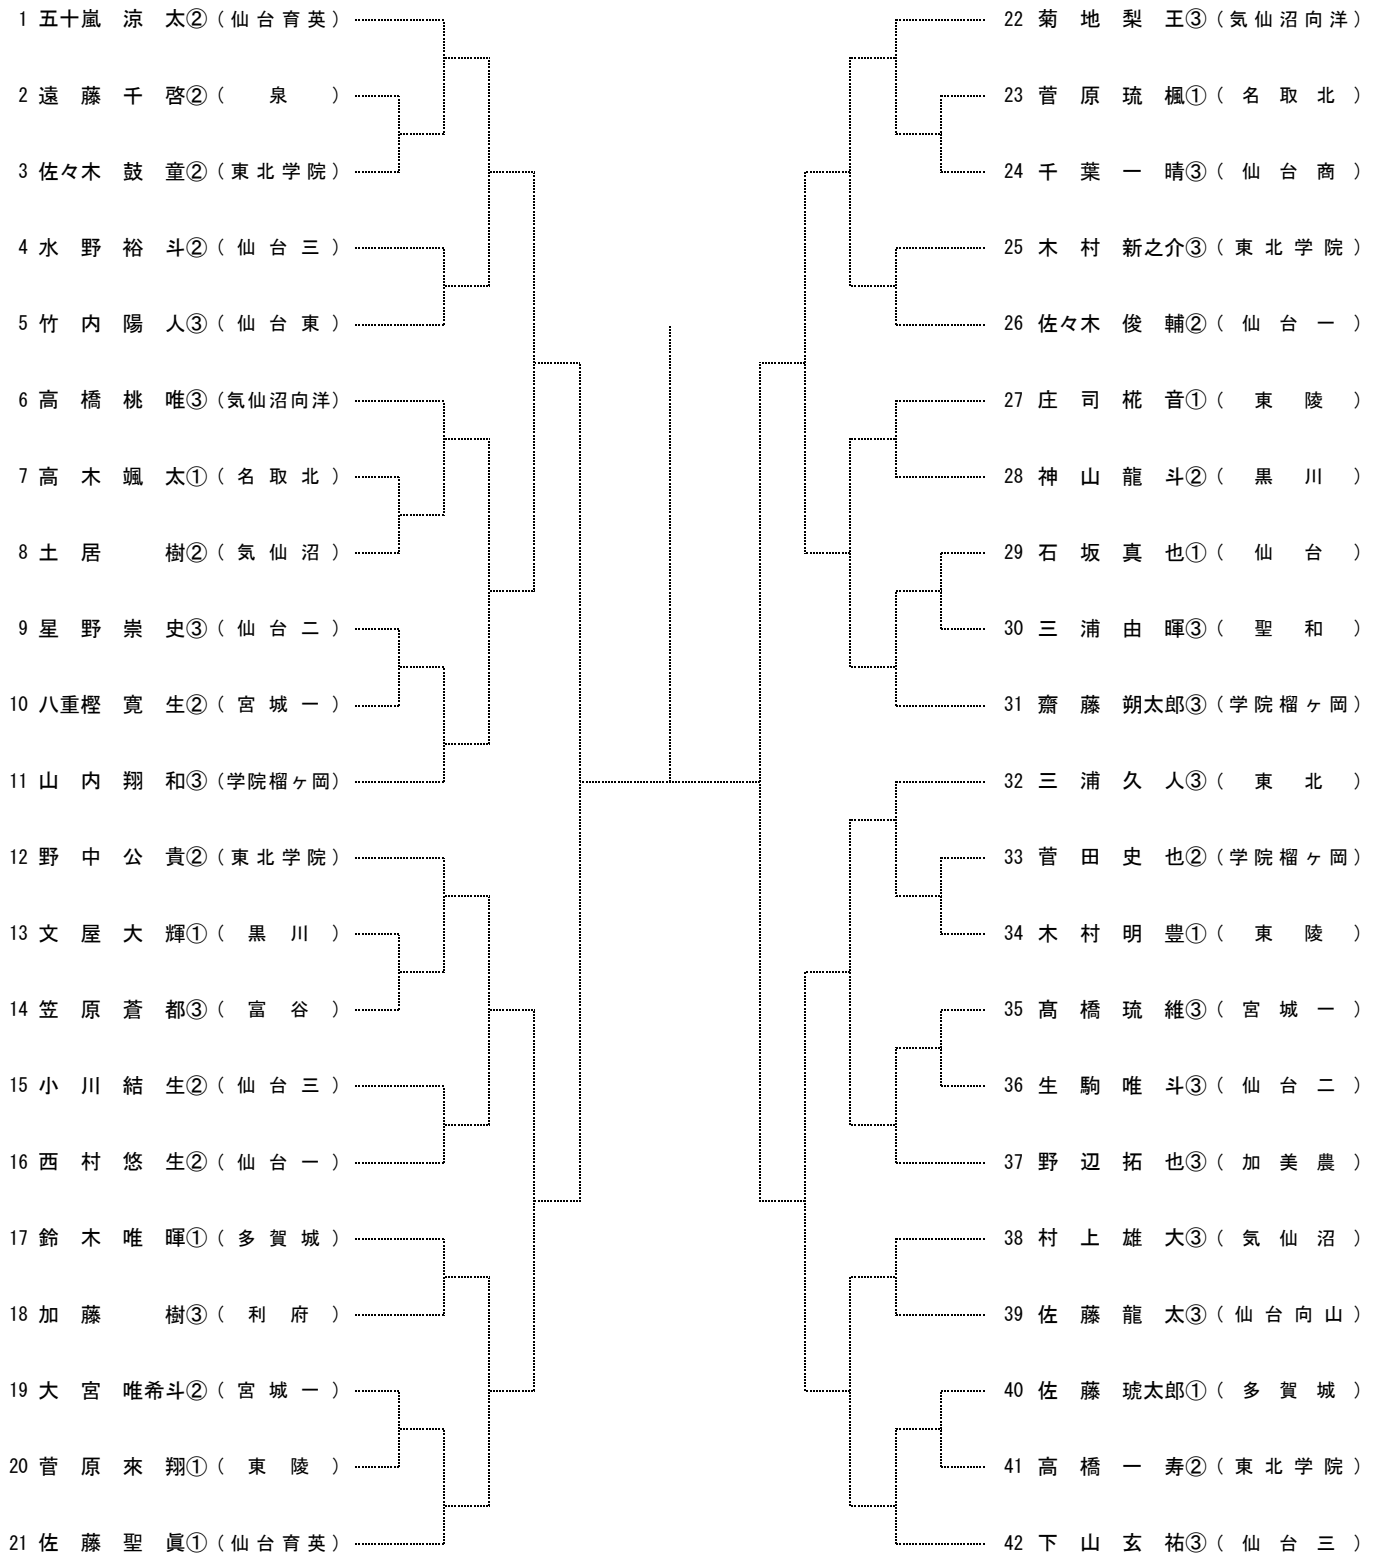 1 五十嵐 涼 太②(仙台育英)
2 遠 藤 千 啓②( 泉 )
3 佐々木 鼓 童②(東北学院)
4 水 野 裕 斗②( 仙 台 三 )
5 竹 内 陽 人③( 仙 台 東 )
6 高 橋 桃 唯③(気仙沼向洋)
7 高 木 颯 太①( 名 取 北 )
8 土 居 樹②( 気 仙 沼 )
9 星 野 崇 史③( 仙 台 二 )
10 八重樫 寛 生②( 宮 城 一 )
11 山 内 翔 和③(学院榴ヶ岡)
12 野 中 公 貴②(東北学院)
13 文 屋 大 輝①( 黒 川 )
14 笠 原 蒼 都③( 富 谷 )
15 小 川 結 生②( 仙 台 三 )
16 西 村 悠 生②( 仙 台 一 )
17 鈴 木 唯 暉①( 多 賀 城 )
18 加 藤 樹③( 利 府 )
19 大 宮 唯希斗②( 宮 城 一 )
20 菅 原 來 翔①( 東 陵 )
21 佐 藤 聖 眞①(仙台育英)
22 菊 地 梨 王③(気仙沼向洋)
23 菅 原 琉 楓①( 名 取 北 )
24 千 葉 一 晴③( 仙 台 商 )
25 木 村 新之介③( 東 北 学 院 )
26 佐々木 俊 輔②( 仙 台 一 )
27 庄 司 椛 音①( 東 陵 )
28 神 山 龍 斗②( 黒 川 )
29 石 坂 真 也①( 仙 台 )
30 三 浦 由 暉③( 聖 和 )
31 齋 藤 朔太郎③(学院榴ヶ岡)
32 三 浦 久 人③( 東 北 )
33 菅 田 史 也②(学院榴ヶ岡)
34 木 村 明 豊①( 東 陵 )
35 髙 橋 琉 維③( 宮 城 一 )
36 生 駒 唯 斗③( 仙 台 二 )
37 野 辺 拓 也③( 加 美 農 )
38 村 上 雄 大③( 気 仙 沼 )
39 佐 藤 龍 太③( 仙 台 向 山 )
40 佐 藤 琥太郎①( 多 賀 城 )
41 高 橋 一 寿②( 東 北 学 院 )
42 下 山 玄 祐③( 仙 台 三 )